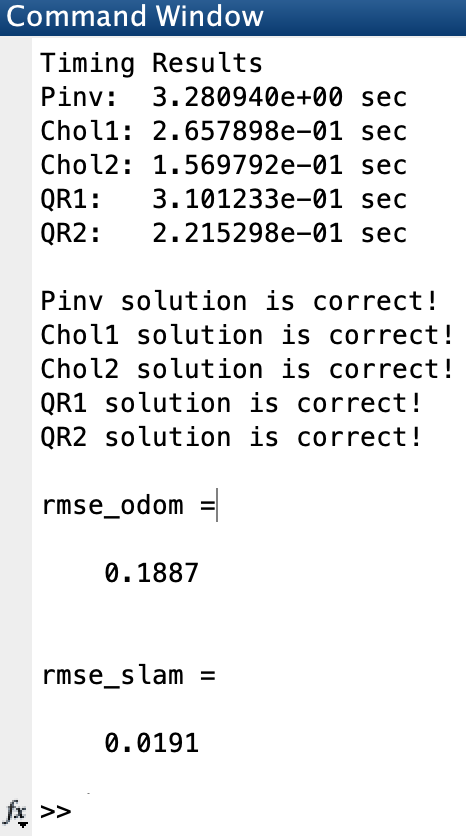 Command Window
Timing Results
Pinv:  3.280940e+00 sec
Chol1: 2.657898e-01 sec
Chol2: 1.569792e-01 sec
QR1:   3.101233e-01 sec
QR2:   2.215298e-01 sec
Pinv solution is correct!
Chol1 solution is correct!
Chol2 solution is correct!
QR1 solution is correct!
QR2 solution is correct!
rmse_odom =
0.1887
rmse_slam =
0.0191
fx >>